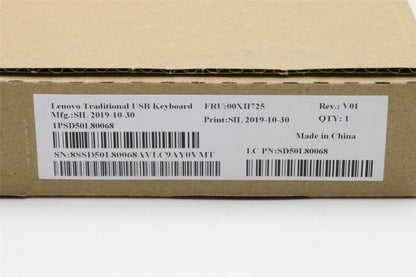 Lenovo Traditional USB Keyboard FRU:00XH725 Rev.: V01
Mfg.:SIL 2019-10-30 Print:SIL 2019-10-30 QTY: 1
1PSD50L80068
Made in China
SN:8SSD50L80068AVLC9AY0VMT LC PN:SD50L80068